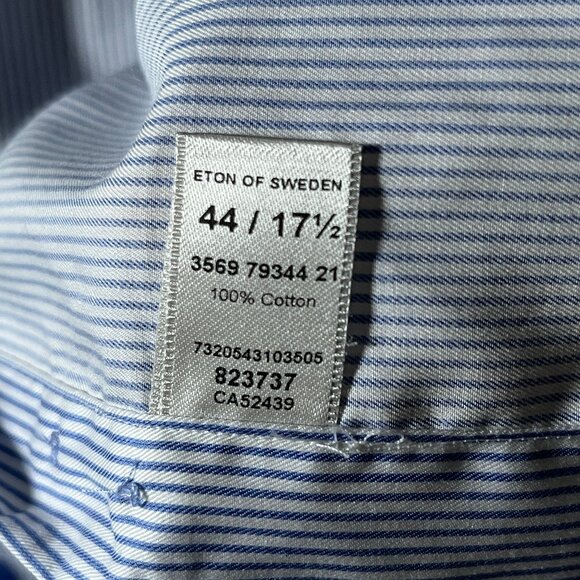 ETON OF SWEDEN
44 / 17½
3569 79344 21
100% Cotton
7320543103505
823737
CA52439